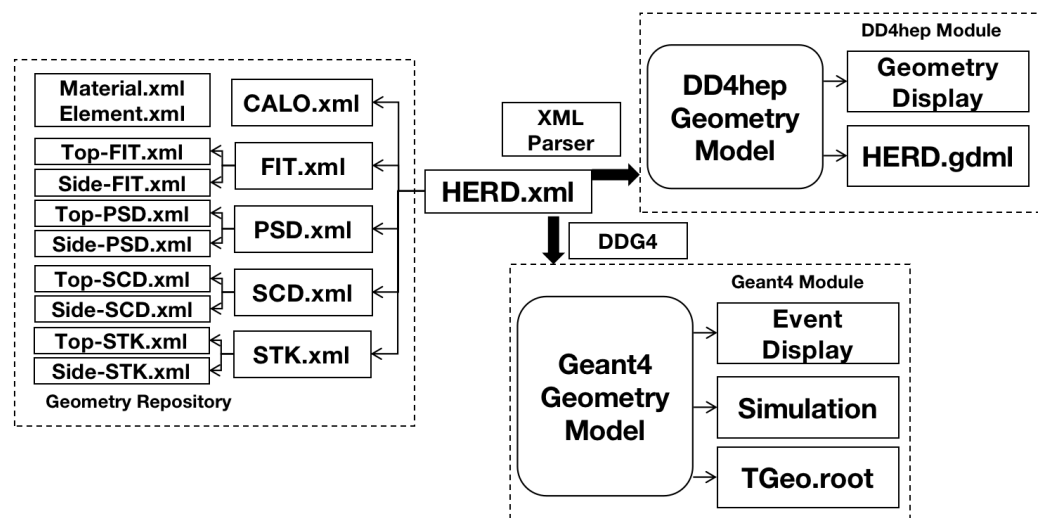 Material.xml
Element.xml
CALO.xml
Top-FIT.xml
Side-FIT.xml
FIT.xml
Top-PSD.xml
Side-PSD.xml
PSD.xml
Top-SCD.xml
Side-SCD.xml
SCD.xml
Top-STK.xml
Side-STK.xml
STK.xml
Geometry Repository
HERD.xml
XML
Parser
DDG4
DD4hep Module
DD4hep
Geometry
Model
Geometry
Display
HERD.gdml
Geant4 Module
Geant4
Geometry
Model
Event
Display
Simulation
TGeo.root